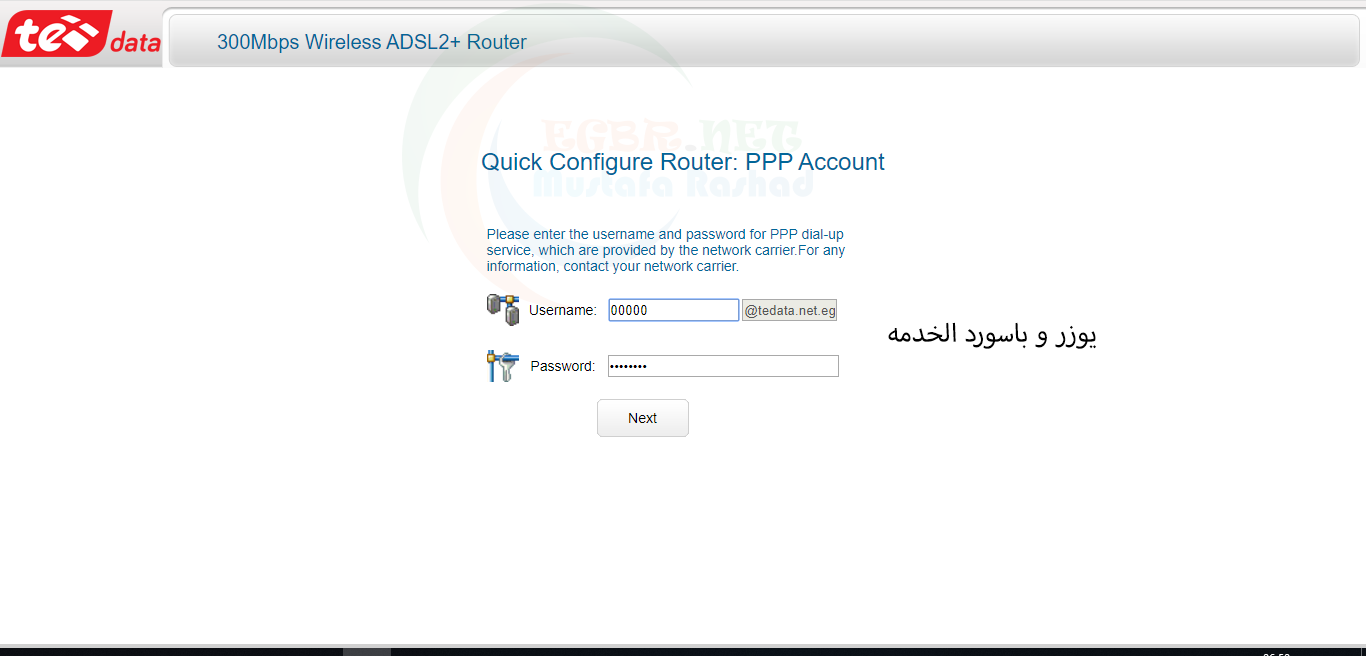 te data
300Mbps Wireless ADSL2+ Router
EGBR.NET
Quick Configure Router: PPP Account
Mustafa Rashad
Please enter the username and password for PPP dial-up
service, which are provided by the network carrier.For any
information, contact your network carrier.
Username: 00000 @tedata.net.eg
يوزر و باسورد الخدمه
Password: ••••••••
Next